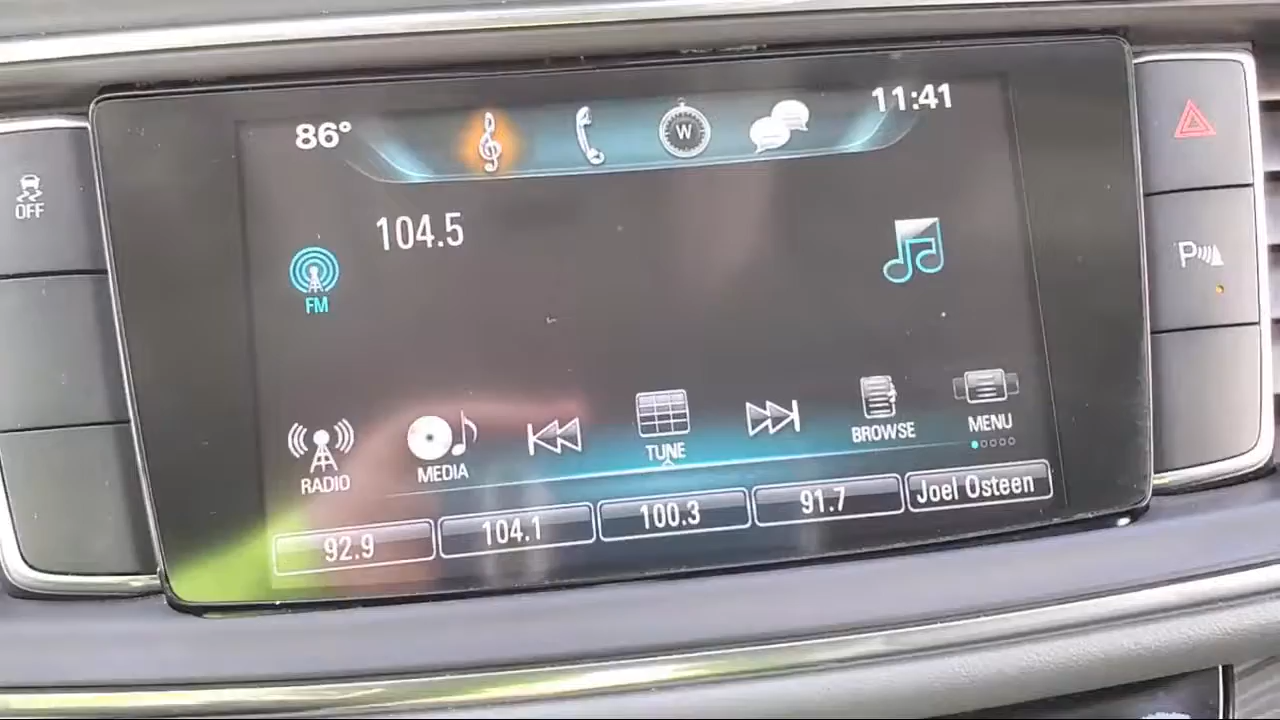 86°
W
11:41
OFF
104.5
FM
P
RADIO
MEDIA
TUNE
BROWSE
MENU
92.9
104.1
100.3
91.7
Joel Osteen